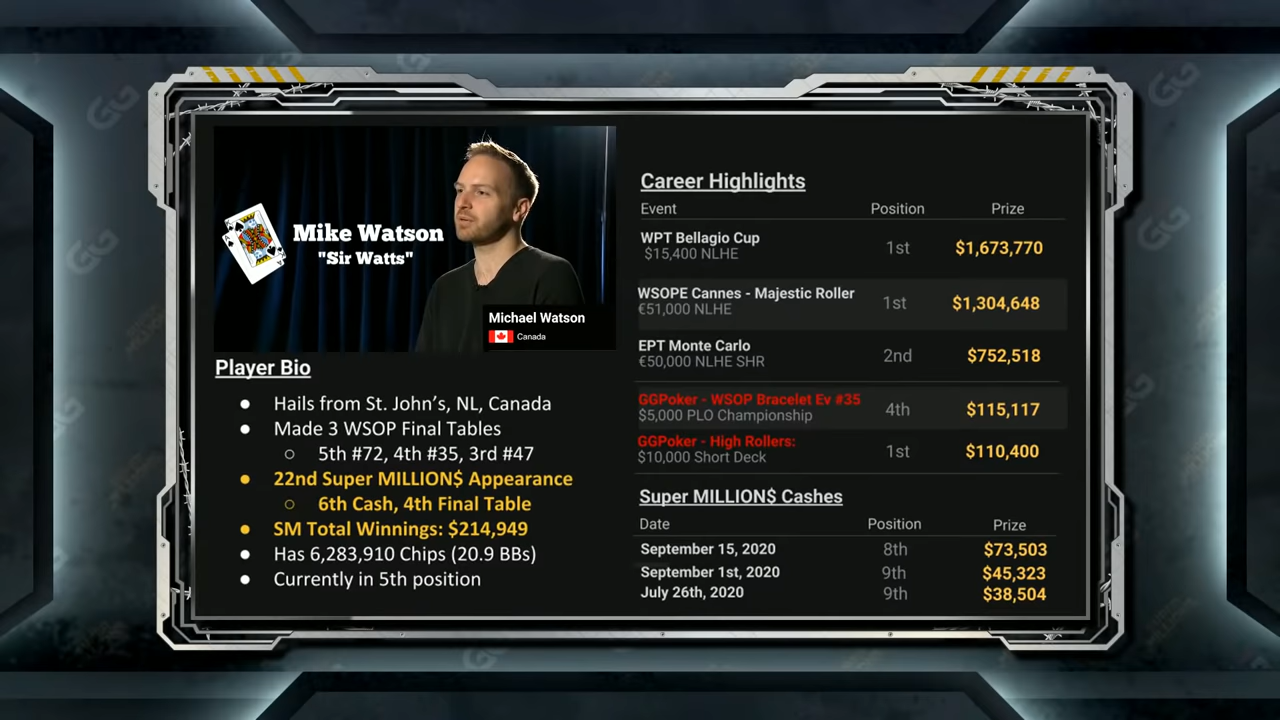 Mike Watson
"Sir Watts"
Michael Watson
Canada
Player Bio
● Hails from St. John's, NL, Canada
● Made 3 WSOP Final Tables
○ 5th #72, 4th #35, 3rd #47
● 22nd Super MILLION$ Appearance
○ 6th Cash, 4th Final Table
● SM Total Winnings: $214,949
● Has 6,283,910 Chips (20.9 BBs)
● Currently in 5th position
Career Highlights
Event Position Prize
WPT Bellagio Cup
$15,400 NLHE 1st $1,673,770
WSOPE Cannes - Majestic Roller
€51,000 NLHE 1st $1,304,648
EPT Monte Carlo
€50,000 NLHE SHR 2nd $752,518
GGPoker - WSOP Bracelet Ev #35
$5,000 PLO Championship 4th $115,117
GGPoker - High Rollers:
$10,000 Short Deck 1st $110,400
Super MILLION$ Cashes
Date Position Prize
September 15, 2020 8th $73,503
September 1st, 2020 9th $45,323
July 26th, 2020 9th $38,504